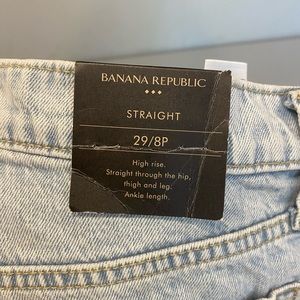 BANANA REPUBLIC
STRAIGHT
29/8P
High rise.
Straight through the hip,
thigh and leg.
Ankle length.